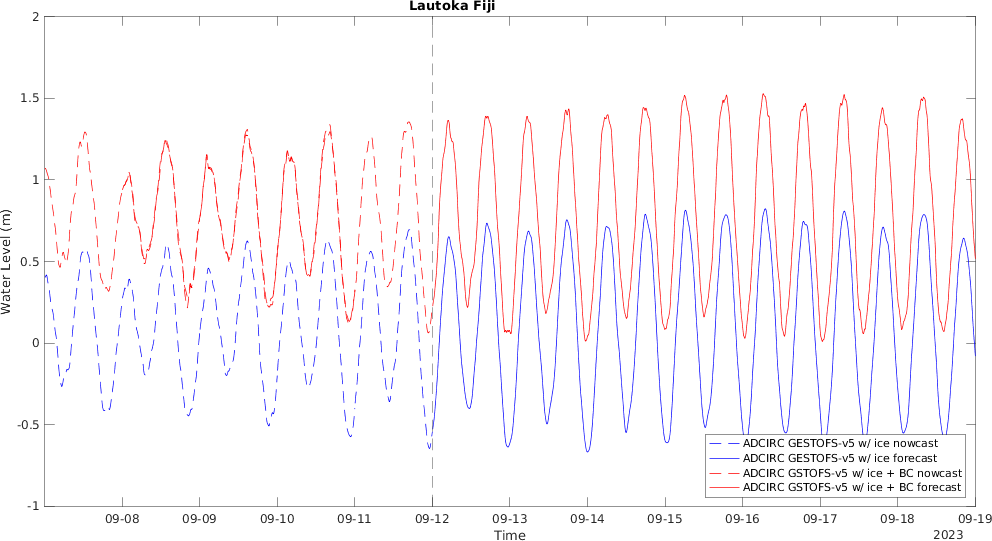 Lautoka Fiji
2
1.5
1
0.5
0
-0.5
-1
Water Level (m)
ADCIRC GESTOFS-v5 w/ ice nowcast
ADCIRC GESTOFS-v5 w/ ice forecast
ADCIRC GSTOFS-v5 w/ ice + BC nowcast
ADCIRC GSTOFS-v5 w/ ice + BC forecast
09-08 09-09 09-10 09-11 09-12 09-13 09-14 09-15 09-16 09-17 09-18 09-19
Time
2023